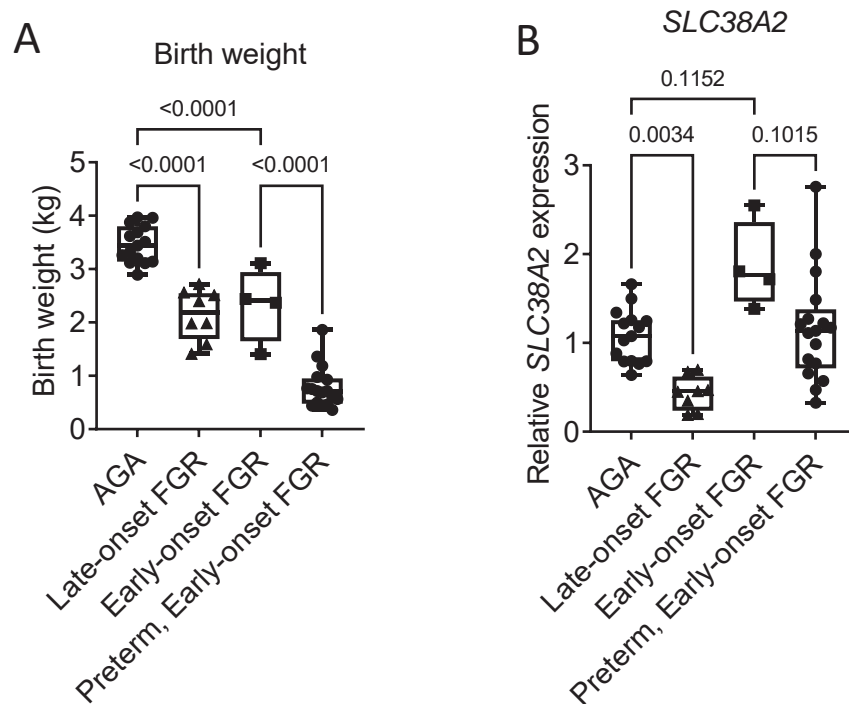 A
Birth weight
<0.0001
<0.0001
<0.0001
Birth weight (kg)
5
4
3
2
1
0
AGA
Late-onset FGR
Early-onset FGR
Preterm, Early-onset FGR
B
SLC38A2
0.1152
0.0034
0.1015
Relative SLC38A2 expression
3
2
1
0
AGA
Late-onset FGR
Early-onset FGR
Preterm, Early-onset FGR